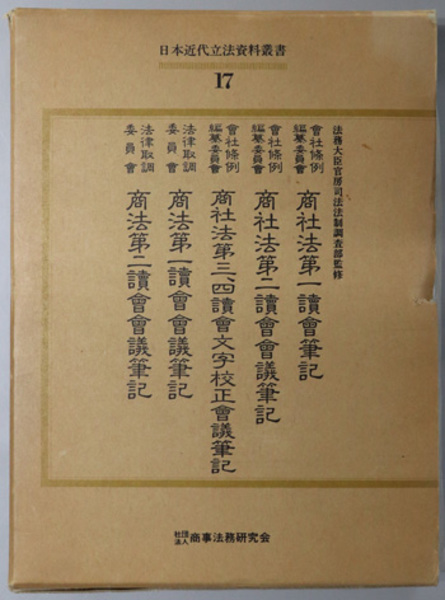 日本近代立法資料叢書
17
法務大臣官房司法法制調査部監修
會社條例
編纂委員會
商社法第一讀會筆記
會社條例
編纂委員會
商社法第二讀會會議筆記
會社條例
編纂委員會
商社法第三、四讀會文字校正會議筆記
法律取調
委員會
商法第一讀會會議筆記
法律取調
委員會
商法第二讀會會議筆記
社団
法人 商事法務研究会